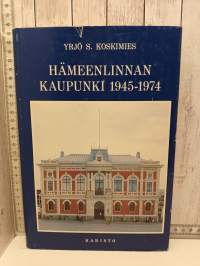 YRJÖ S. KOSKIMIES
HÄMEENLINNAN
KAUPUNKI 1945-1974
KARISTO